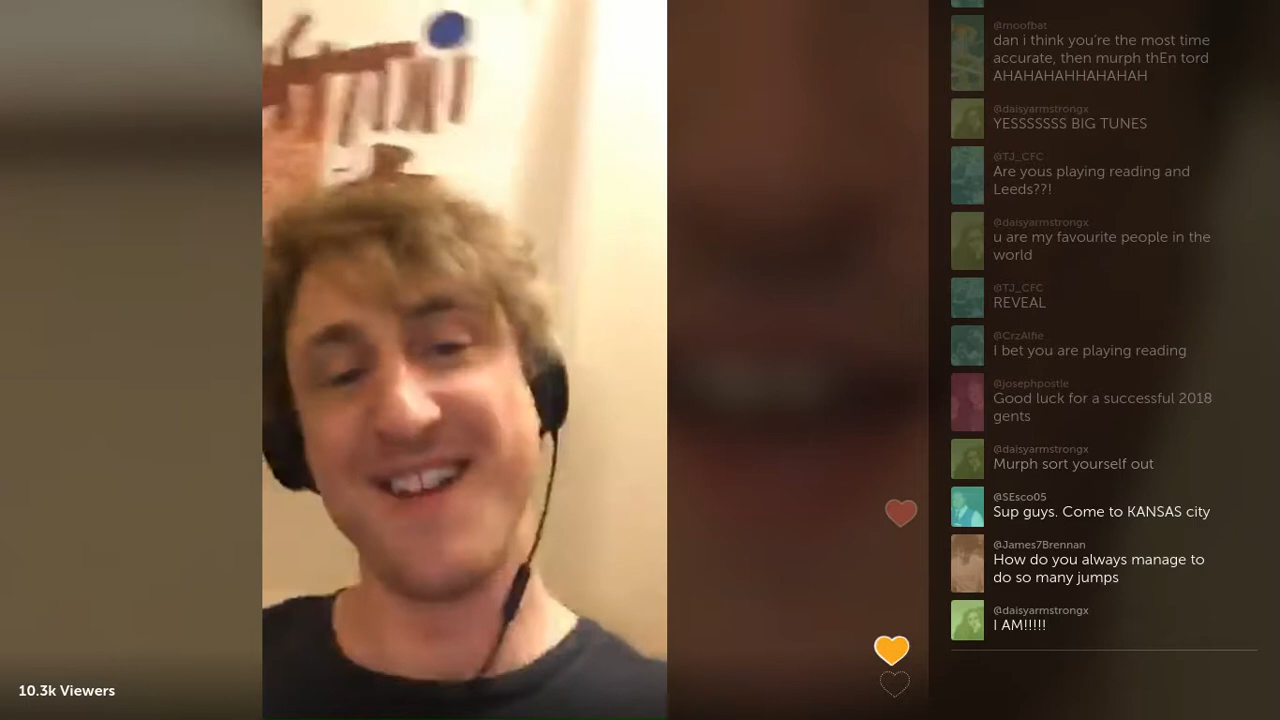 @moofbat
dan i think you're the most time
accurate, then murph thEn tord
AHAHAHAHHAHAHAH
@daisyarmstrongx
YESSSSSSS BIG TUNES
@TJ_CFC
Are yous playing reading and
Leeds??!
@daisyarmstrongx
u are my favourite people in the
world
@TJ_CFC
REVEAL
@CrzAlfie
I bet you are playing reading
@josephpostle
Good luck for a successful 2018
gents
@daisyarmstrongx
Murph sort yourself out
@SEsco05
Sup guys. Come to KANSAS city
@James7Brennan
How do you always manage to
do so many jumps
@daisyarmstrongx
I AM!!!!!
10.3k Viewers